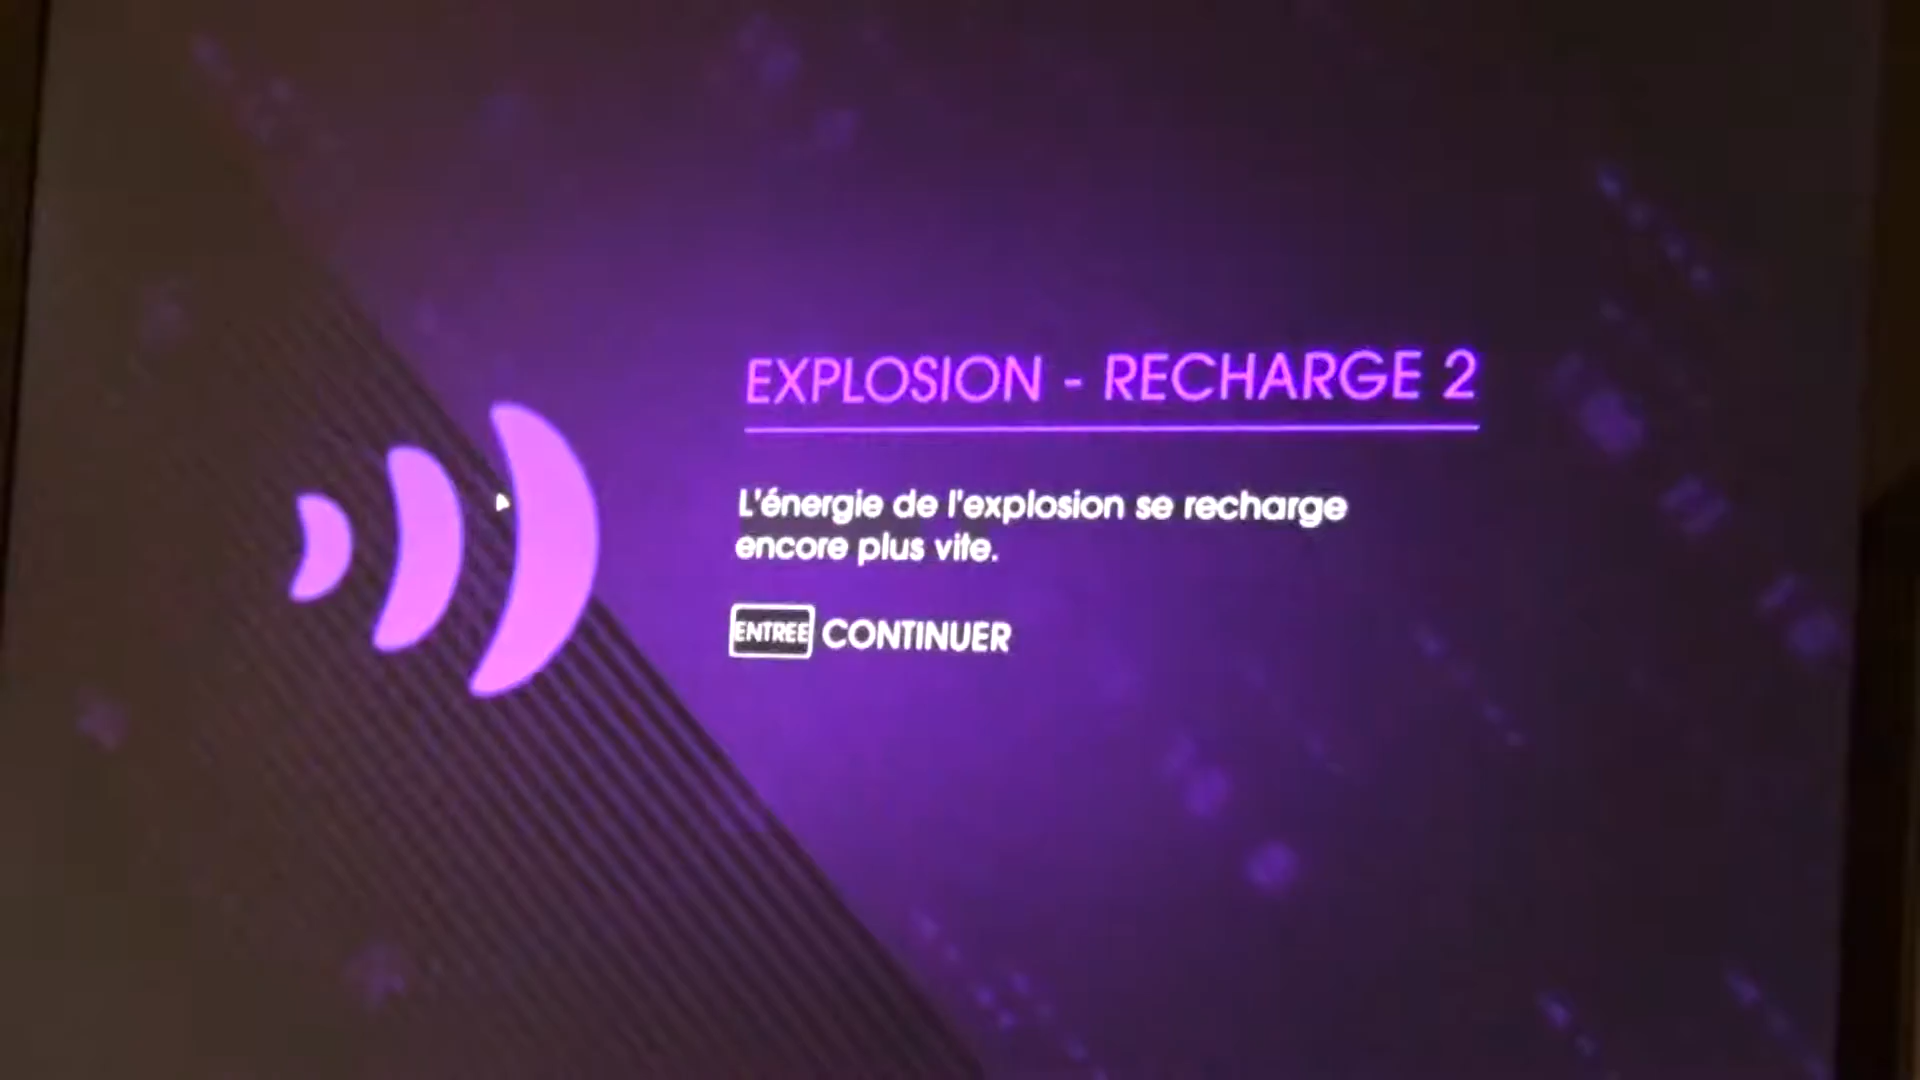 EXPLOSION - RECHARGE 2
L'énergie de l'explosion se recharge
encore plus vite.
ENTREE CONTINUER